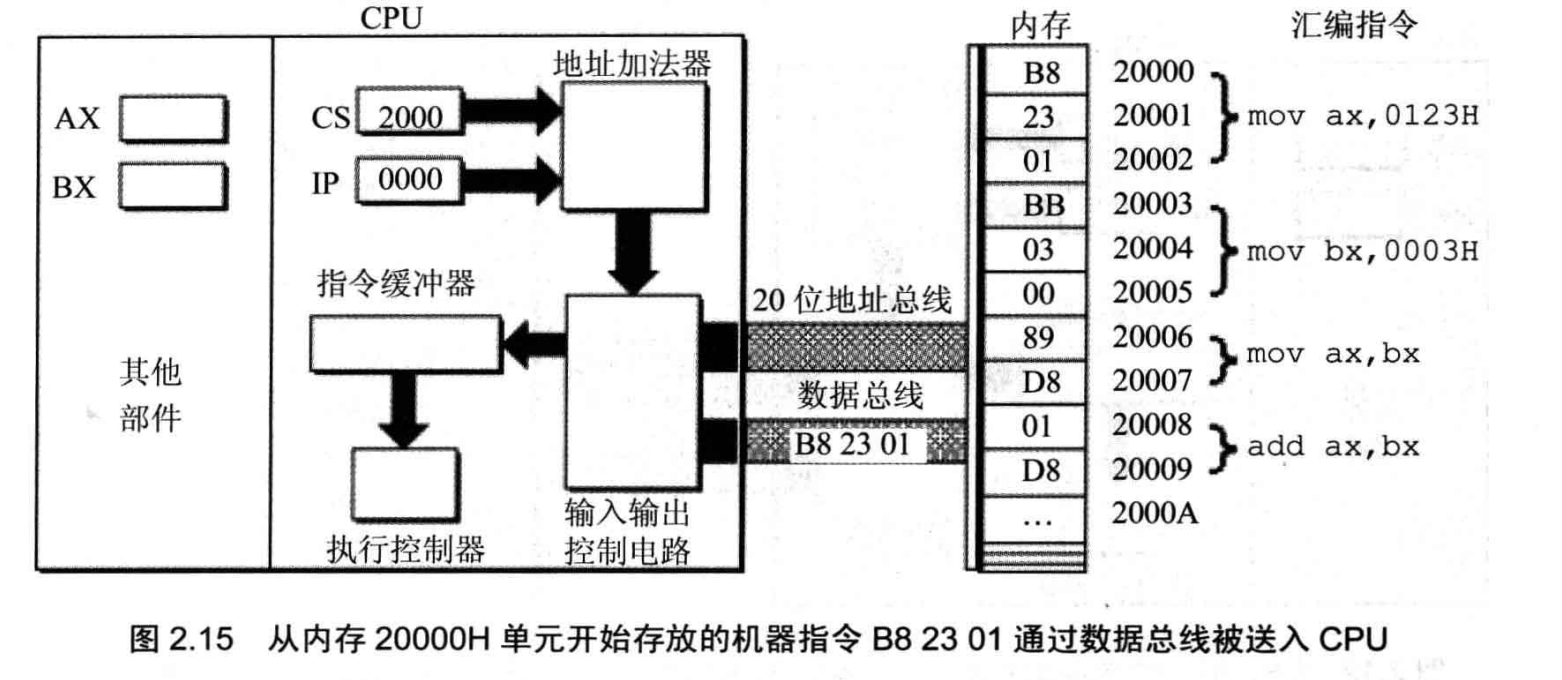 CPU
内存 汇编指令
地址加法器
B8 20000
AX CS 2000 23 20001 mov ax,0123H
01 20002
BX IP 0000
BB 20003
03 20004 mov bx,0003H
指令缓冲器
00 20005
20 位地址总线
89 20006
mov ax,bx
其他
D8 20007
数据总线
部件
01 20008
B8 23 01
add ax,bx
D8 20009
输入输出
… 2000A
执行控制器 控制电路
图 2.15 从内存 20000H 单元开始存放的机器指令 B8 23 01 通过数据总线被送入 CPU